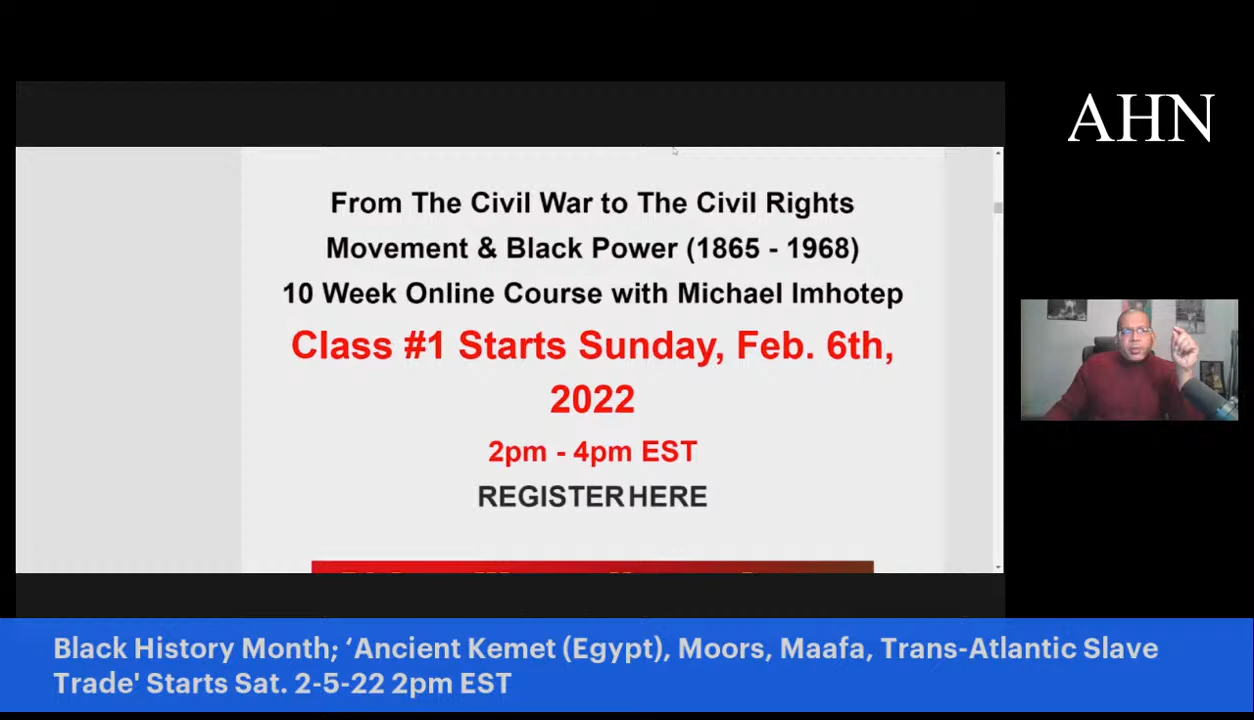 AHN
From The Civil War to The Civil Rights
Movement & Black Power (1865 - 1968)
10 Week Online Course with Michael Imhotep
Class #1 Starts Sunday, Feb. 6th,
2022
2pm - 4pm EST
REGISTER HERE
Black History Month; ‘Ancient Kemet (Egypt), Moors, Maafa, Trans-Atlantic Slave
Trade' Starts Sat. 2-5-22 2pm EST